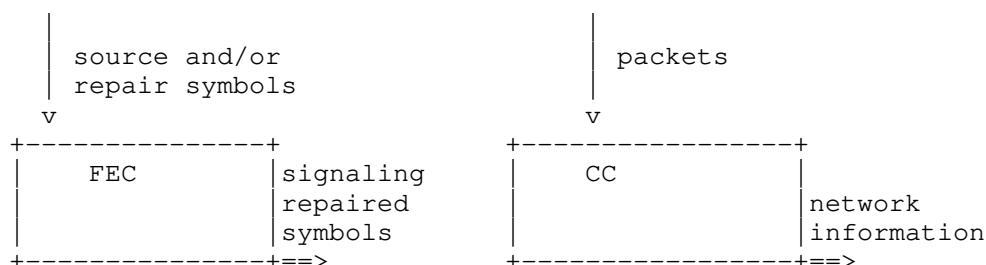 source and/or packets
repair symbols
v v
+---------------+ +-----------------+
FEC signaling CC
repaired network
symbols information
+---------------+==> +-----------------+==>